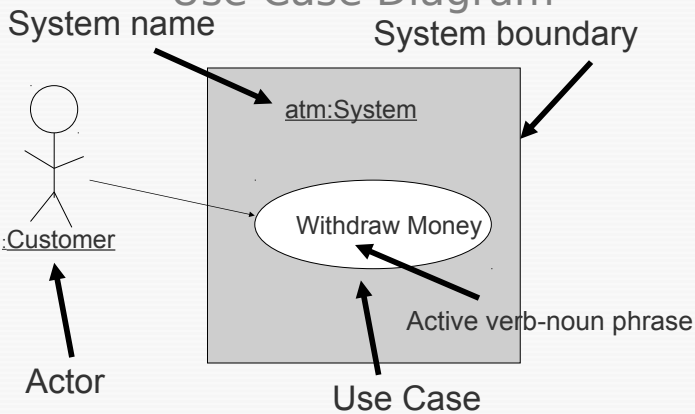 Use Case Diagram
System name
System boundary
atm:System
Withdraw Money
:Customer
Active verb-noun phrase
Actor
Use Case